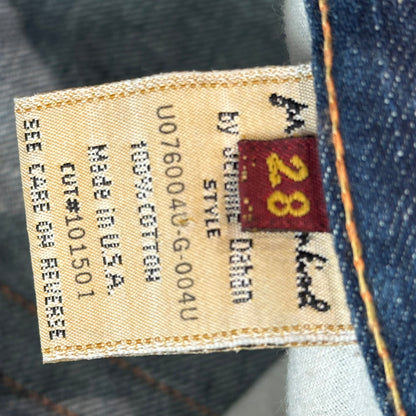 28
by Jerome Dahan
STYLE
U076004U-G-004U
100% COTTON
Made in U.S.A.
CUT#101501
SEE CARE ON REVERSE